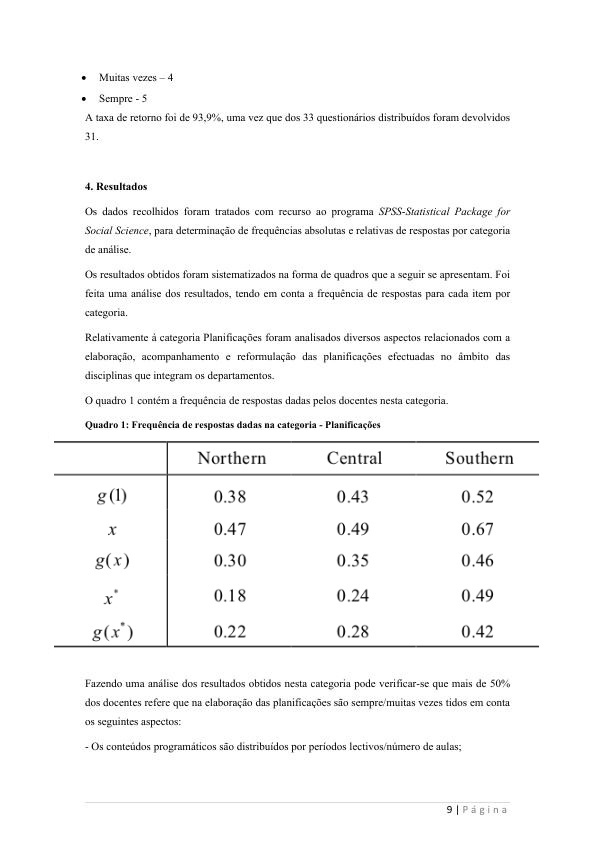 • Muitas vezes – 4
• Sempre - 5
A taxa de retorno foi de 93,9%, uma vez que dos 33 questionários distribuídos foram devolvidos
31.
4. Resultados
Os dados recolhidos foram tratados com recurso ao programa SPSS-Statistical Package for
Social Science, para determinação de frequências absolutas e relativas de respostas por categoria
de análise.
Os resultados obtidos foram sistematizados na forma de quadros que a seguir se apresentam. Foi
feita uma análise dos resultados, tendo em conta a frequência de respostas para cada item por
categoria.
Relativamente à categoria Planificações foram analisados diversos aspectos relacionados com a
elaboração, acompanhamento e reformulação das planificações efectuadas no âmbito das
disciplinas que integram os departamentos.
O quadro 1 contém a frequência de respostas dadas pelos docentes nesta categoria.
Quadro 1: Frequência de respostas dadas na categoria - Planificações
Northern Central Southern
g(1) 0.38 0.43 0.52
x 0.47 0.49 0.67
g(x) 0.30 0.35 0.46
x* 0.18 0.24 0.49
g(x*) 0.22 0.28 0.42
Fazendo uma análise dos resultados obtidos nesta categoria pode verificar-se que mais de 50%
dos docentes refere que na elaboração das planificações são sempre/muitas vezes tidos em conta
os seguintes aspectos:
- Os conteúdos programáticos são distribuídos por períodos lectivos/número de aulas;
9 | Página